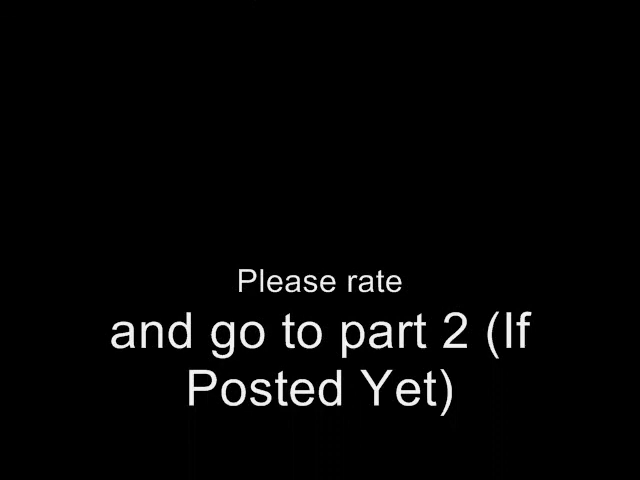 Please rate
and go to part 2 (If
Posted Yet)